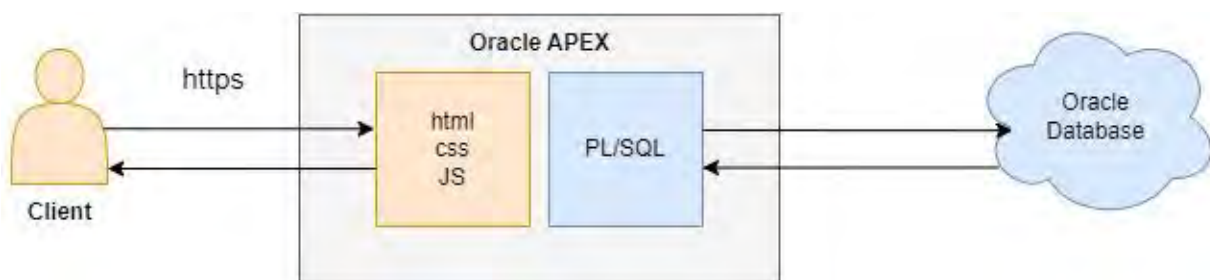 Oracle APEX
https
html
css
JS
PL/SQL
Oracle
Database
Client